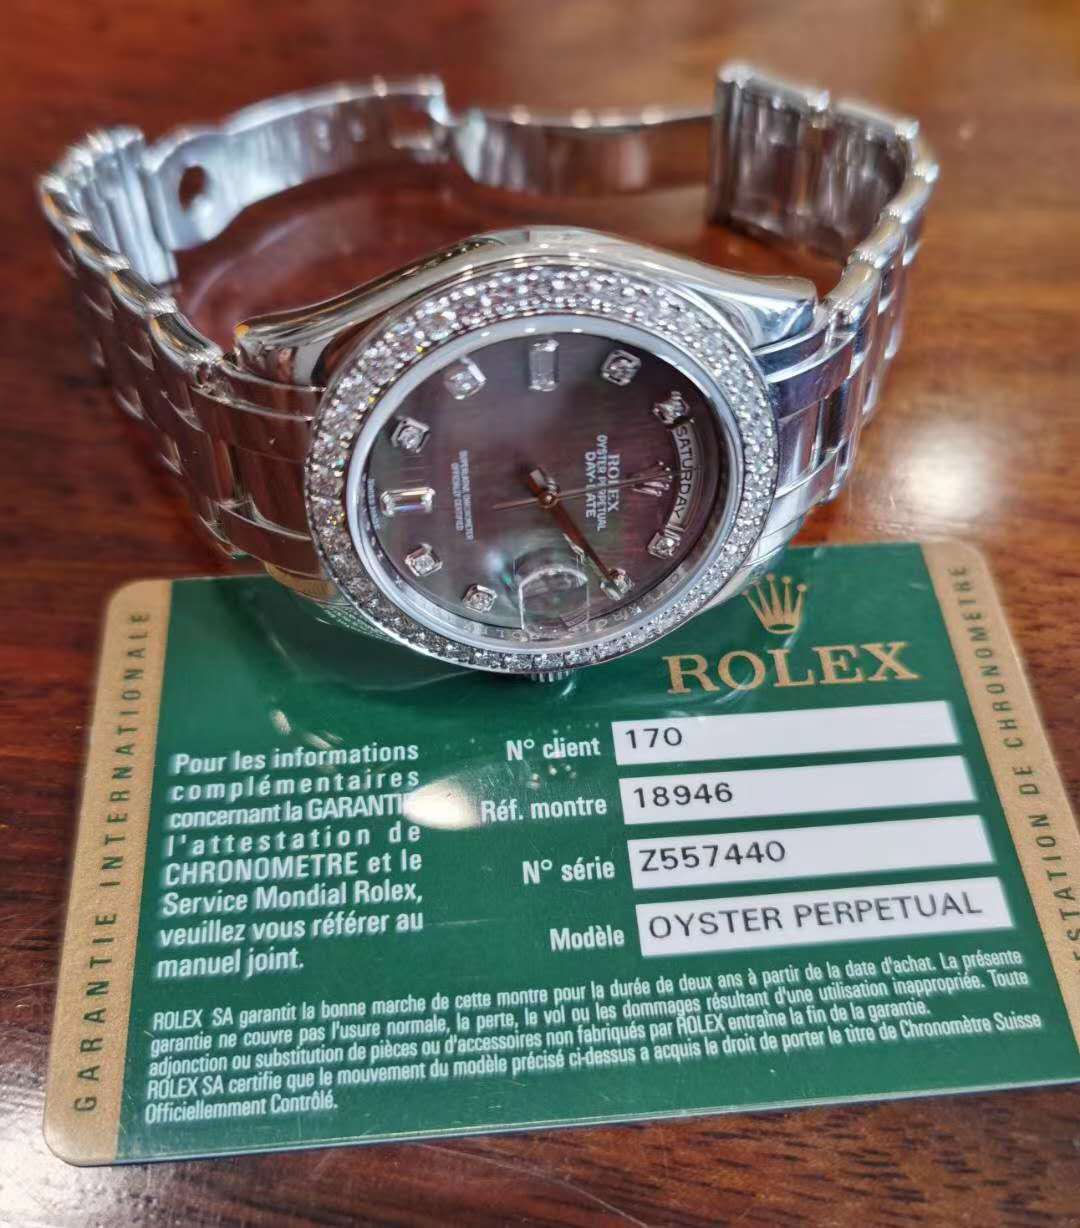 ROLEX
OYSTER PERPETUAL
DAY-DATE
SATURDAY
SUPERLATIVE CHRONOMETER
OFFICIALLY CERTIFIED
ROLEX
GARANTIE INTERNATIONALE
Pour les informations
complémentaires
concernant la GARANTIE
l'attestation de
CHRONOMETRE et le
Service Mondial Rolex,
veuillez vous référer au
manuel joint.
N° client 170
Réf. montre 18946
N° série Z557440
Modèle OYSTER PERPETUAL
ROLEX SA garantit la bonne marche de cette montre pour la durée de deux ans à partir de la date d'achat. La présente
garantie ne couvre pas l'usure normale, la perte, le vol ou les dommages résultant d'une utilisation inappropriée. Toute
adjonction ou substitution de pièces ou d'accessoires non fabriqués par ROLEX entraîne la fin de la garantie.
ROLEX SA certifie que le mouvement du modèle précisé ci-dessus a acquis le droit de porter le titre de Chronomètre Suisse
Officiellemment Contrôlé.
ESTATION DE CHRONOMETRE